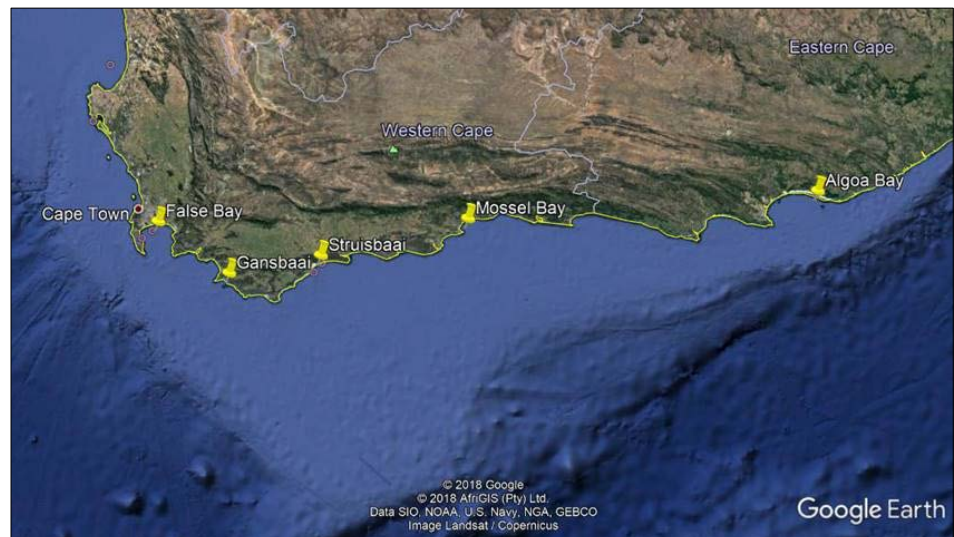 Eastern Cape
Western Cape
Algoa Bay
Cape Town
False Bay
Mossel Bay
Struisbaai
Gansbaai
© 2018 Google
© 2018 AfriGIS (Pty) Ltd.
Data SIO, NOAA, U.S. Navy, NGA, GEBCO
Image Landsat / Copernicus
Google Earth